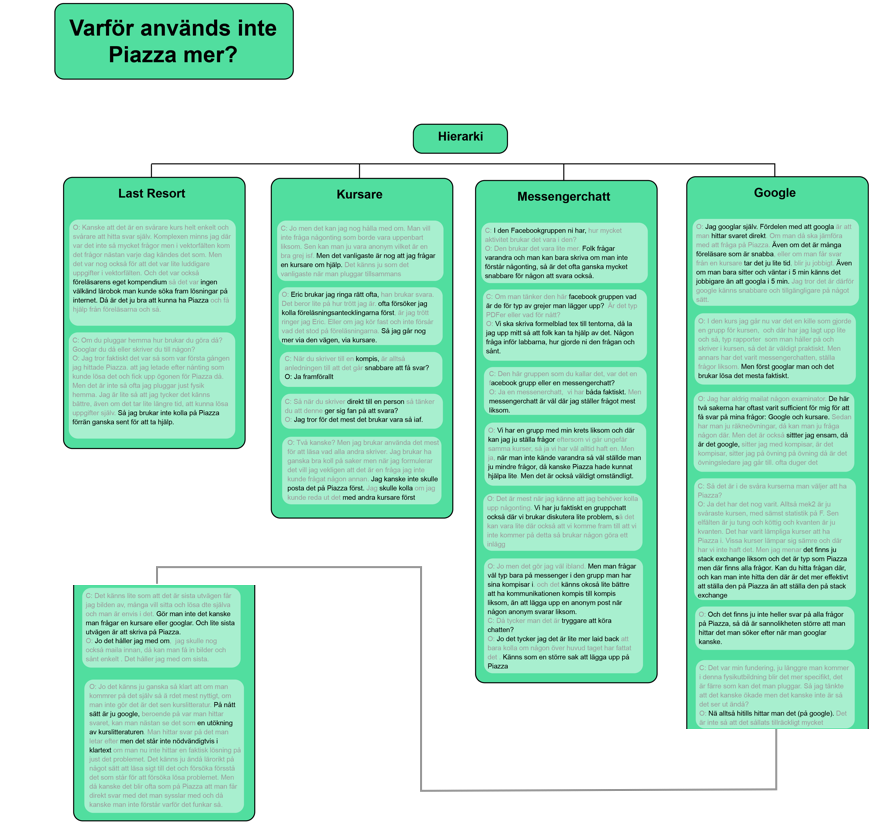 Varför används inte
Piazza mer?
Hierarki
Last Resort
O: Kanske att det är en svårare kurs helt enkelt och
svårare att hitta svar själv. Komplexen minns jag där
var det inte så mycket frågor men i vektorfälten kom
det frågor nästan varje dag kändes det som. Men
det var nog också för att det var lite luddigare
uppgifter i vektorfälten. Och det var också
föreläsarens eget kompendium så det var ingen
välkänd lärobok man kunde söka fram lösningar på
internet. Då är det ju bra att kunna ha Piazza och få
hjälp från föreläsarna och så.
C: Om du pluggar hemma hur brukar du göra då?
Googlar du då eller skriver du till någon?
O: Jag tror faktiskt det var så som var första gången
jag hittade Piazza. att jag letade efter nånting som
kunde lösa det och fick upp ögonen för Piazza då.
Men det är inte så ofta jag pluggar just fysik
hemma. Jag är lite så att jag tycker det känns
bättre, även om det tar lite längre tid, att kunna lösa
uppgifter själv. Så jag brukar inte kolla på Piazza
förrän ganska sent för att ta hjälp.
Kursare
C: Jo men det kan jag nog hålla med om. Man vill
inte fråga någonting som borde vara uppenbart
liksom. Sen kan man ju vara anonym vilket är en
bra grej is!. Men det vanligaste är nog att jag frågar
en kursare om hjälp. Det känns ju som det
vanligaste när man pluggar tillsammans
O: Eric brukar jag ringa rätt ofta, han brukar svara.
Det beror lite på hur trött jag är. ofta försöker jag
kolla föreläsningsantecklingarna först. är jag trött
ringer jag Eric. Eller om jag kör fast och inte försår
vad det stod på föreläsningarna. Så jag går nog
mer via den vägen, via kursare.
C: När du skriver till en kompis, är alltså
anledningen till att det går snabbare att få svar?
O: Ja framförallt
C: Så när du skriver direkt till en person så tänker
du att denne ger sig fan på att svara?
O: Jag tror för det mest det brukar vara så iaf.
O: Två kanske? Men jag brukar använda det mest
för att läsa vad alla andra skriver. Jag brukar ha
ganska bra koll på saker men när jag formulerar
det vill jag verkligen att det är en fråga jag inte
kunde frågat någon annan. Jag kanske inte skulle
posta det på Piazza först. Jag skulle kolla om jag
kunde reda ut det med andra kursare först
Messengerchatt
C: I den Facebookgruppen ni har, hur mycket
aktivitet brukar det vara i den?
O: Den brukar det vara lite mer. Folk frågar
varandra och man kan bara skriva om man inte
förstår någonting, så är det ofta ganska mycket
snabbare för någon att svara också.
C: Om man tänker den här facebook gruppen vad
är de för typ av grejer man lägger upp? Är det typ
PDFer eller vad för nått?
O: Vi ska skriva formelblad tex till tentorna, då la
jag upp mitt så att folk kan ta hjälp av det. Någon
fråga inför labbarna, hur gjorde ni den frågan och
sånt.
C: Den här gruppen som du kallar det, var det en
facebook grupp eller en messengerchatt?
O: Ja en messengerchatt, vi har båda faktiskt. Men
messengerchatt är väl där jag ställer frågot mest
liksom.
O: Vi har en grupp med min krets liksom och där
kan jag ju ställa frågor eftersom vi går ungefär
samma kurser, så ja vi har väl alltid haft en. Men
ja, när man inte kände varandra så väl ställde man
ju mindre frågor, då kanske Piazza hade kunnat
hjälpa lite. Men det är också väldigt omständligt.
O: Det är mest när jag känne att jag behöver kolla
upp någonting. Vi har ju faktiskt en gruppchatt
också där vi brukar diskutera lite problem, så det
kan vara lite där också att vi komme fram till att vi
inte kommer på detta så brukar någon göra ett
inlägg
O: Jo men det gör jag väl ibland. Men man frågar
väl typ bara på messenger i den grupp man har
sina kompisar i. och det känns okoså lite bättre
att ha kommunikationen kompis till kompis
liksom, än att lägga upp en anonym post när
någon anonym svarar liksom.
C: Då tycker man det är tryggare att köra
chatten?
O: Jo det tycker jag det är lite mer laid back att
bara kolla om någon över huvud taget har fattat
det . Känns som en större sak att lägga upp på
Piazza
Google
O: Jag googlar själv. Fördelen med att googla är att
man hittar svaret direkt. Om man då ska jämföra
med att fråga på Piazza. Även om det är många
föreläsare som är snabba, eller om man får svar
från en kursare tar det ju lite tid, blir ju jobbigt. Även
om man bara sitter och väntar i 5 min känns det
jobbigare än att googla i 5 min. Jag tror det är därför
google känns snabbare och tillgängligare på något
sätt.
O: I den kurs jag går nu var det en kille som gjorde
en grupp för kursen, och där har jag lagt upp lite
och så, typ rapporter som man håller på och
skriver i kursen, så det är väldigt praktiskt. Men
annars har det varit messengerchatten, ställa
frågor liksom. Men först googlar man och det
brukar lösa det mesta faktiskt.
O: Jag har aldrig mailat någon examinator. De här
två sakerna har oftast varit sufficient för mig för att
få svar på mina frågor: Google och kursare. Sedan
har man ju räkneövningar, då kan man ju fråga
någon där. Men det är också sittter jag ensam, då
är det google, sitter jag med kompisar, är det
kompisar, sitter jag på övning på övning då är det
övningsledare jag går till. ofta duger det.
C: Så det är i de svåra kurserna man väljer att ha
Piazza?
O: Ja det har det nog varit. Alltså mek2 är ju
svåraste kursen, med sämst statistik på F. Sen
elfälten är ju tung och köttig och kvanten är ju
kvanten. Det har varit lämpliga kurser att ha
Piazza i. Vissa kurser lämpar sig sämre och där
har vi inte haft det. Men jag menar det finns ju
stack exchange liksom och det är typ som Piazza
men där finns alla frågor. Kan du hitta frågan där,
och kan man inte hitta den där är det mer effektivt
att ställa den på Piazza än att ställa den på stack
exchange
O: Och det finns ju inte heller svar på alla frågor
på Piazza, så då är sannolikheten större att man
hittar det man söker efter när man googlar
kanske.
C: Det var min fundering, ju länggre man kommer
i denna fysikutbildning blir det mer specifikt, det
är färre som kan det man pluggar. Så jag tänkte
att det kanske ökade men det kanske inte är så
det ser ut ändå?
O: Nä alltså hitills hittar man det (på google). Det
är inte så att det sållats tillräckligt mycket
C: Det känns lite som att det är sista utvägen får
jag bilden av, många vill sitta och lösa dte själva
och man är envis i det. Gör man inte det kanske
man frågar en kursare eller googlar. Och lite sista
utvägen är att skriva på Piazza.
O: Jo det håller jag med om. jag skulle nog
också maila innan, då kan man få in bilder och
sånt enkelt . Det håller jag med om sista.
O: Jo det känns ju ganska så klart att om man
kommrer på det själv så ä rdet mest nyttigt, om
man inte gör det är det sen kurslitteratur. På nått
sätt är ju google, beroende på var man hittar
svaret, kan man nästan se det som en utökning
av kurslitteraturen. Man hittar svar på det man
letar efter men det står inte nödvändigtvis i
klartext om man nu inte hittar en faktisk lösning på
just det problemet. Det känns ju ändå lärorikt på
något sätt att läsa sigt till det och försöka försstå
det som står för att försöka lösa problemet. Men
då kanske det blir ofta som på Piazza att man får
direkt svar med det man sysslar med och då
kanske man inte förstår varför det funkar så.